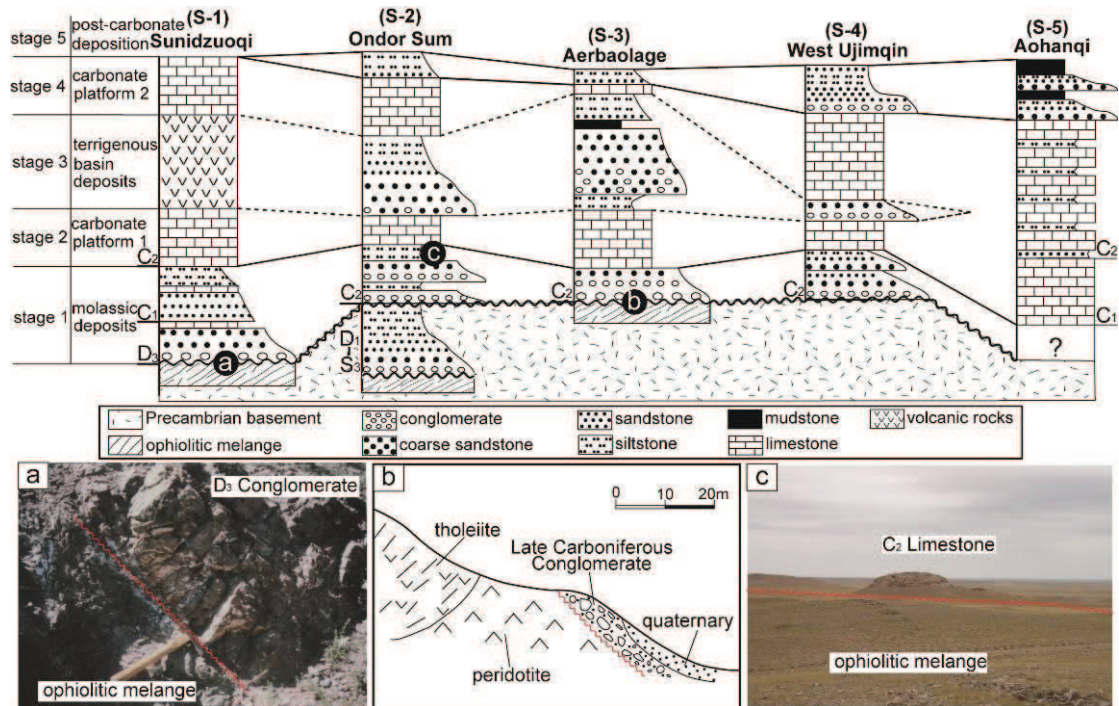 (S-1)
Sunidzuoqi
(S-2)
Ondor Sum
(S-3)
Aerbaolage
(S-4)
West Ujimqin
(S-5)
Aohanqi
stage 5 post-carbonate
deposition
stage 4 carbonate
platform 2
stage 3 terrigenous
basin
deposits
stage 2 carbonate
platform 1
stage 1 molassic
deposits
C2
C1
D3
a
C2
D1
S3
c
C2
b
C2
C2
C1
?
Precambrian basement
conglomerate
sandstone
mudstone
volcanic rocks
ophiolitic melange
coarse sandstone
siltstone
limestone
a
D3 Conglomerate
ophiolitic melange
b
0 10 20m
tholeiite
Late Carboniferous
Conglomerate
quaternary
peridotite
c
C2 Limestone
ophiolitic melange